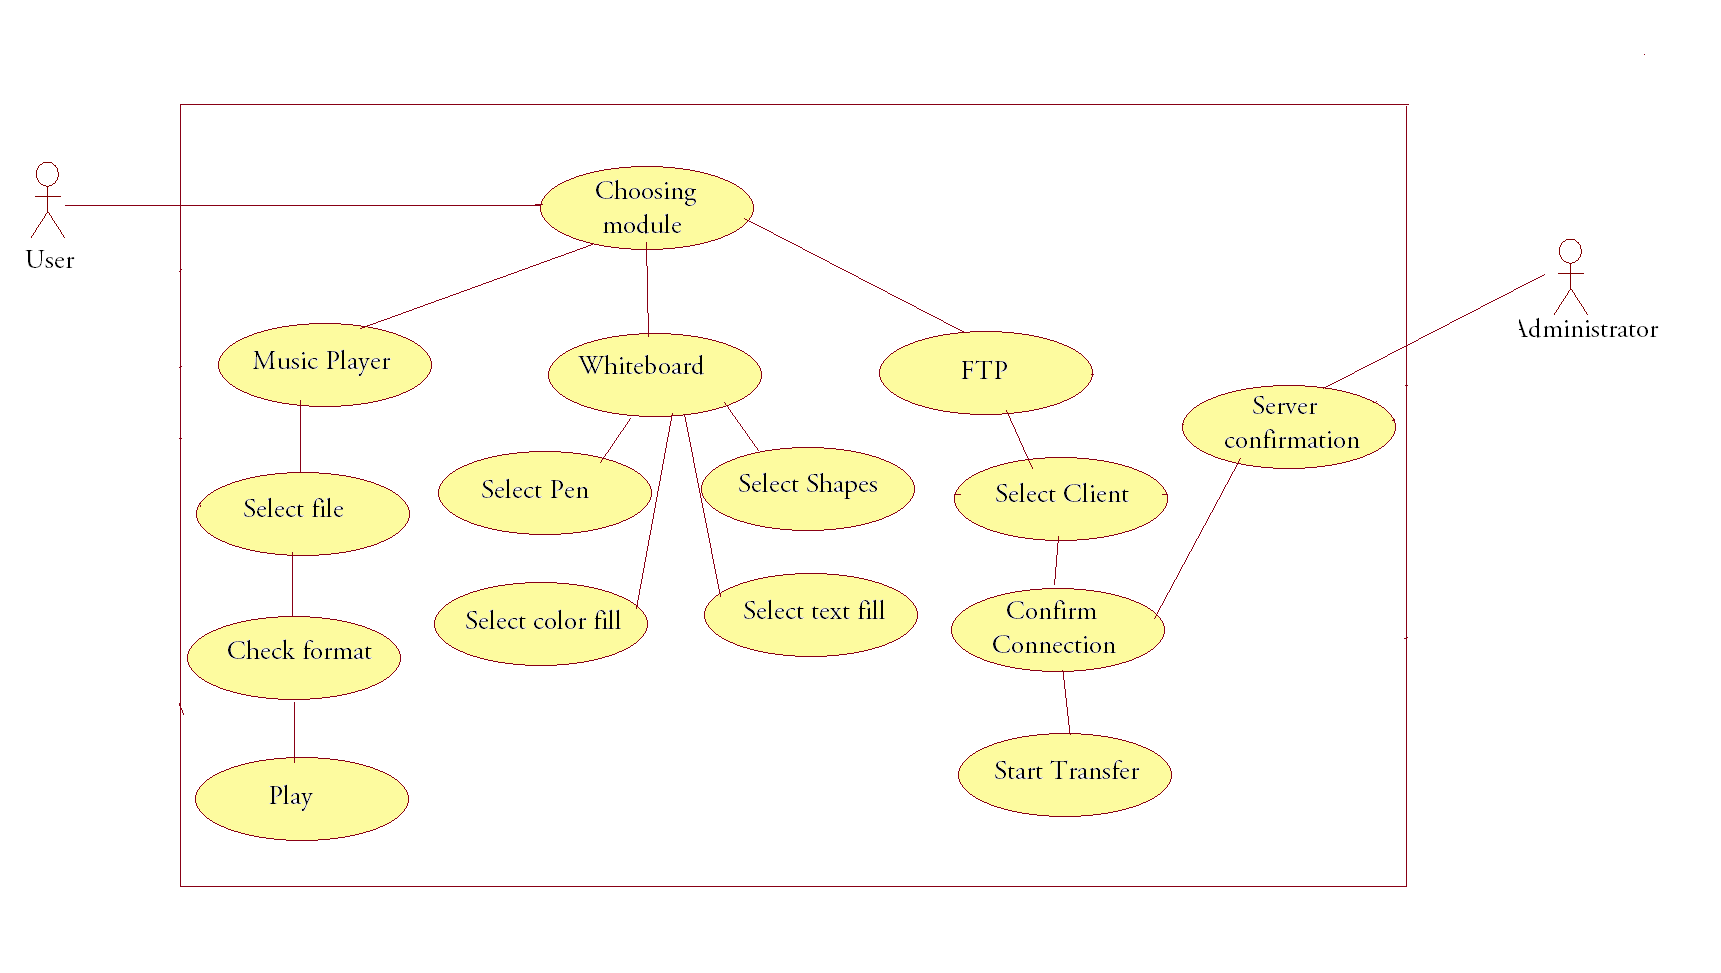 Choosing
module
User
Administrator
Music Player
Whiteboard
FTP
Server
confirmation
Select file
Select Pen
Select Shapes
Select Client
Check format
Select color fill
Select text fill
Confirm
Connection
Play
Start Transfer